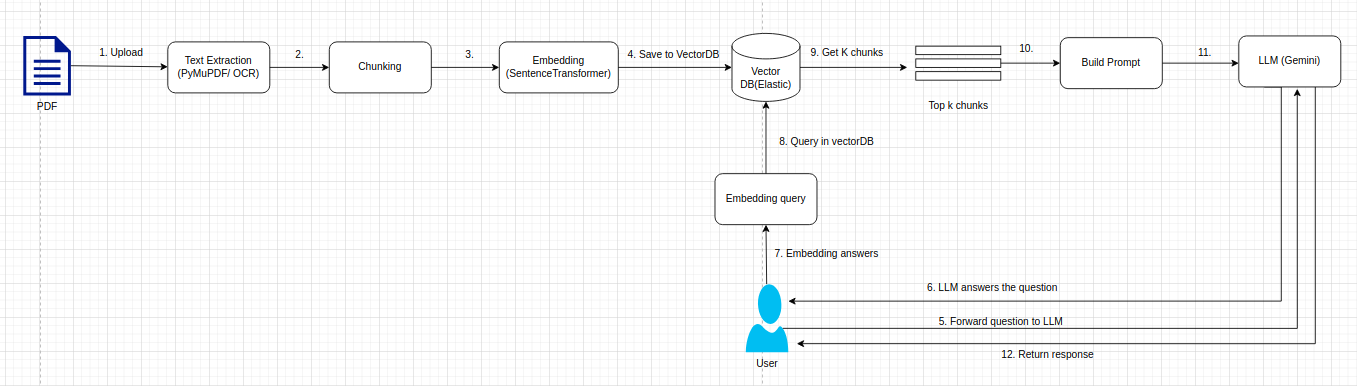 1. Upload
PDF
Text Extraction
(PyMuPDF/ OCR)
2.
Chunking
3.
Embedding
(SentenceTransformer)
4. Save to VectorDB
Vector
DB(Elastic)
9. Get K chunks
Top k chunks
10.
Build Prompt
11.
LLM (Gemini)
8. Query in vectorDB
Embedding query
7. Embedding answers
6. LLM answers the question
5. Forward question to LLM
12. Return response
User